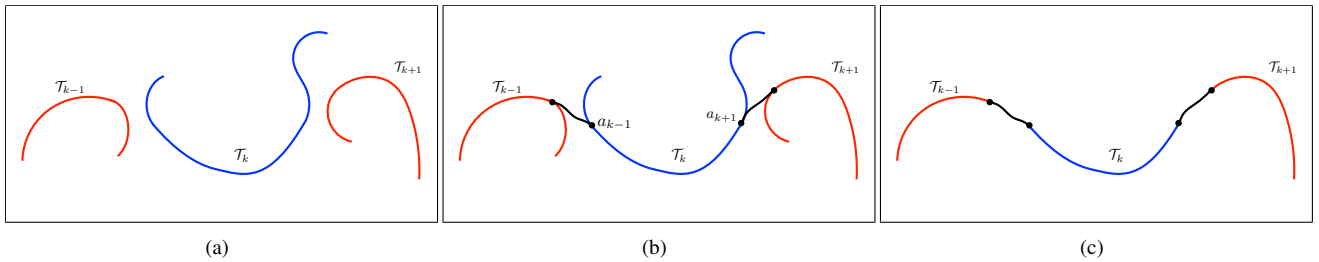 𝒯ₖ₋₁ 𝒯ₖ 𝒯ₖ₊₁
𝒯ₖ₋₁ aₖ₋₁ 𝒯ₖ aₖ₊₁ 𝒯ₖ₊₁
𝒯ₖ₋₁ 𝒯ₖ 𝒯ₖ₊₁
(a) (b) (c)